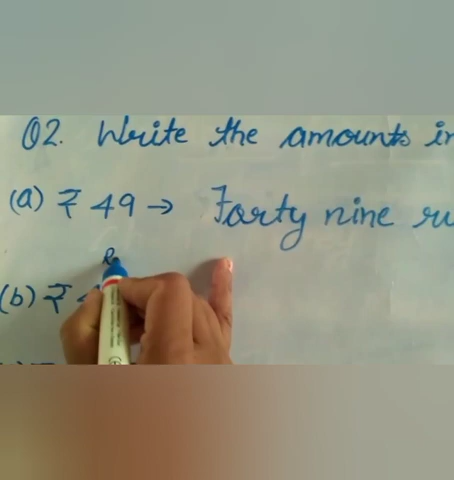 Q2. Write the amounts in
(a) ₹ 49 → Forty nine ru
(b) ₹